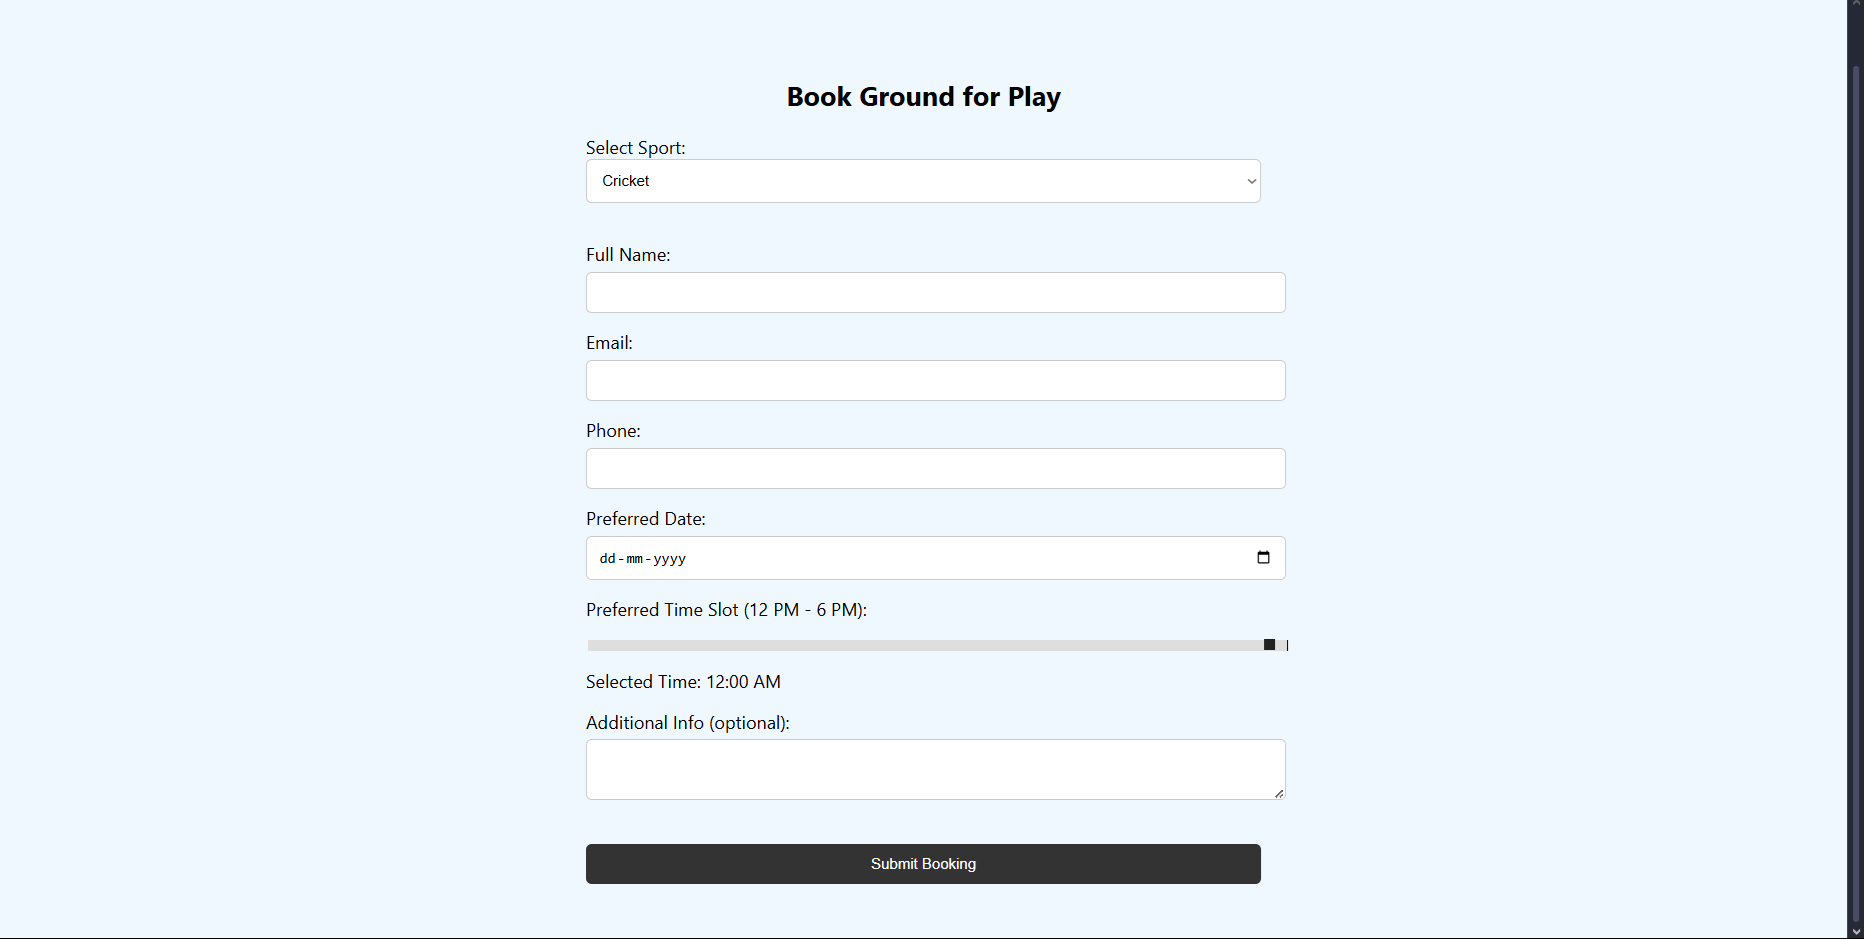 Book Ground for Play
Select Sport:
Cricket
Full Name:
Email:
Phone:
Preferred Date:
dd-mm-yyyy
Preferred Time Slot (12 PM - 6 PM):
Selected Time: 12:00 AM
Additional Info (optional):
Submit Booking